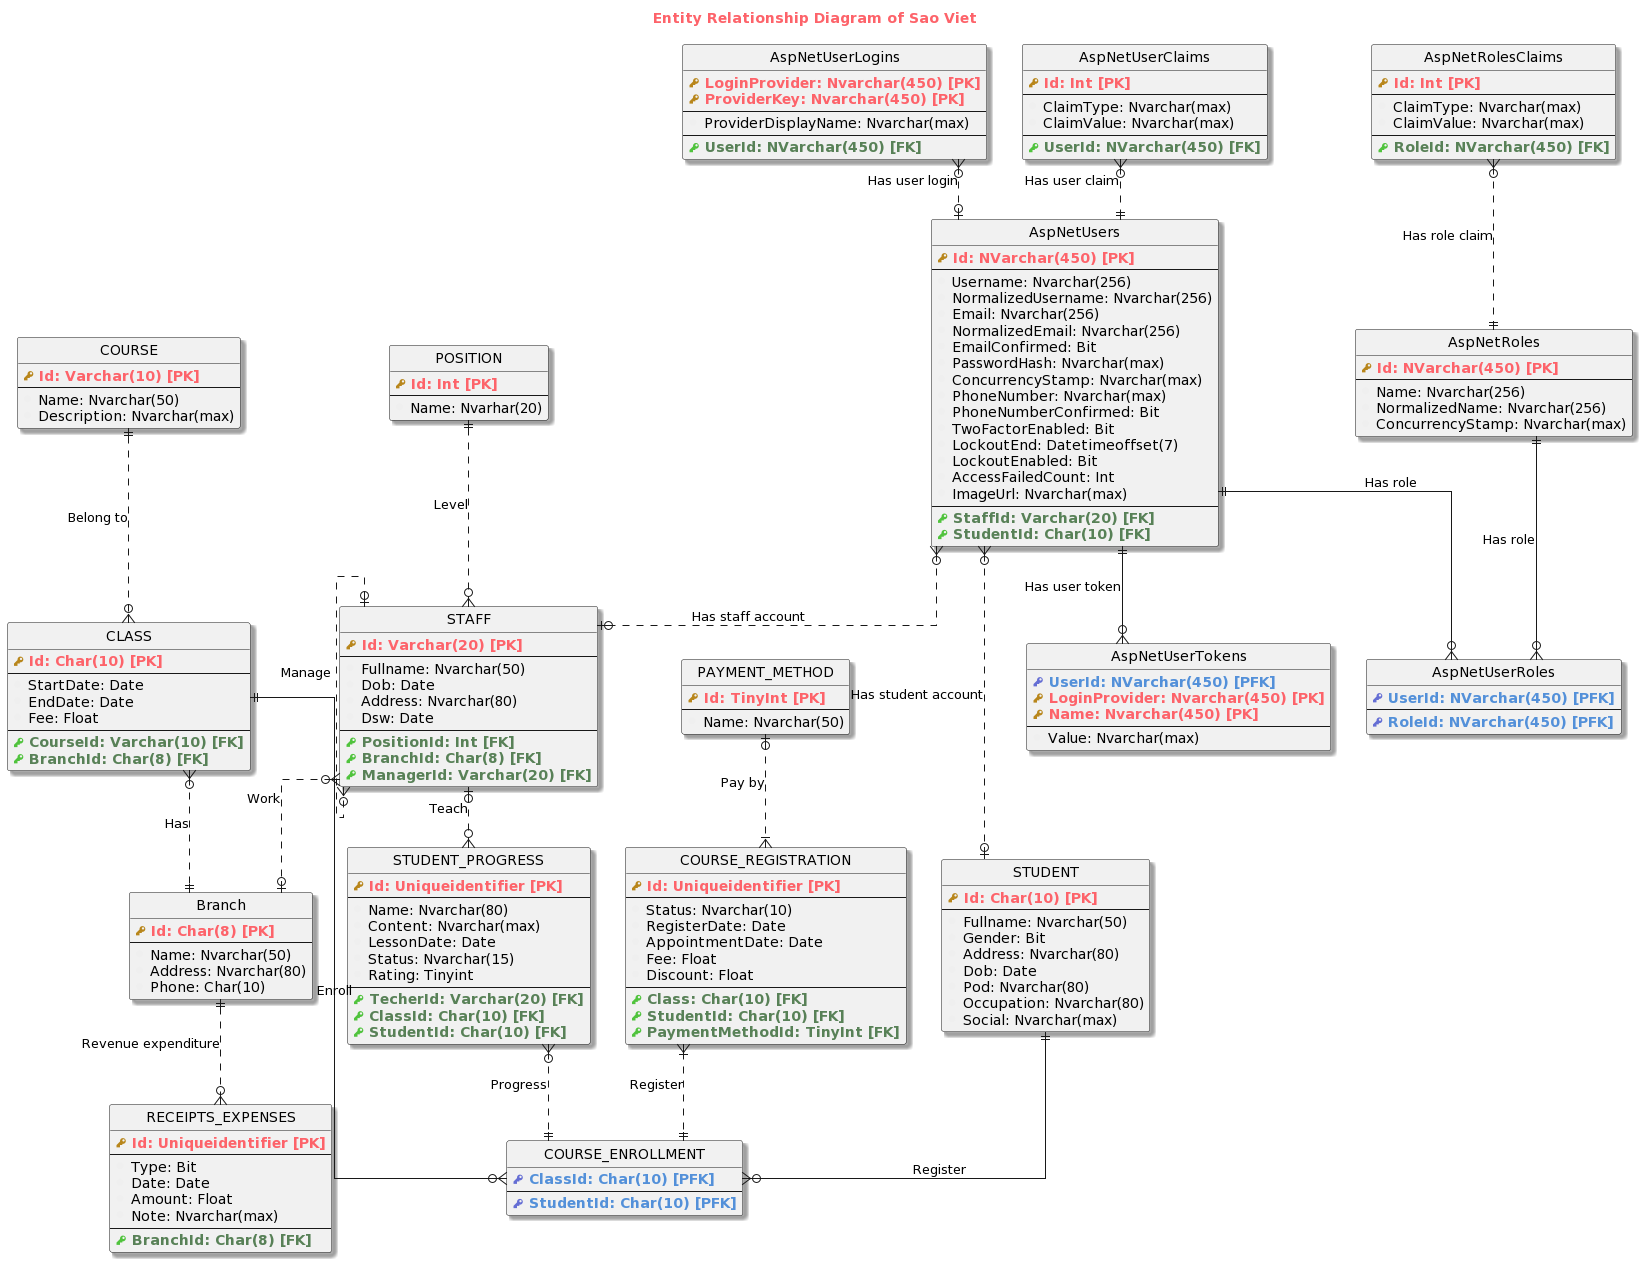 Entity Relationship Diagram of Sao Viet
AspNetUserLogins
LoginProvider: Nvarchar(450) [PK]
ProviderKey: Nvarchar(450) [PK]
ProviderDisplayName: Nvarchar(max)
UserId: NVarchar(450) [FK]
AspNetUserClaims
Id: Int [PK]
ClaimType: Nvarchar(max)
ClaimValue: Nvarchar(max)
UserId: NVarchar(450) [FK]
AspNetRolesClaims
Id: Int [PK]
ClaimType: Nvarchar(max)
ClaimValue: Nvarchar(max)
RoleId: NVarchar(450) [FK]
Has user login
Has user claim
Has role claim
AspNetUsers
Id: NVarchar(450) [PK]
Username: Nvarchar(256)
NormalizedUsername: Nvarchar(256)
Email: Nvarchar(256)
NormalizedEmail: Nvarchar(256)
EmailConfirmed: Bit
PasswordHash: Nvarchar(max)
ConcurrencyStamp: Nvarchar(max)
PhoneNumber: Nvarchar(max)
PhoneNumberConfirmed: Bit
TwoFactorEnabled: Bit
LockoutEnd: Datetimeoffset(7)
LockoutEnabled: Bit
AccessFailedCount: Int
ImageUrl: Nvarchar(max)
StaffId: Varchar(20) [FK]
StudentId: Char(10) [FK]
AspNetRoles
Id: NVarchar(450) [PK]
Name: Nvarchar(256)
NormalizedName: Nvarchar(256)
ConcurrencyStamp: Nvarchar(max)
COURSE
Id: Varchar(10) [PK]
Name: Nvarchar(50)
Description: Nvarchar(max)
POSITION
Id: Int [PK]
Name: Nvarhar(20)
Belong to
Level
Has role
Has role
Has user token
Has staff account
CLASS
Id: Char(10) [PK]
StartDate: Date
EndDate: Date
Fee: Float
CourseId: Varchar(10) [FK]
BranchId: Char(8) [FK]
Manage
STAFF
Id: Varchar(20) [PK]
Fullname: Nvarchar(50)
Dob: Date
Address: Nvarchar(80)
Dsw: Date
PositionId: Int [FK]
BranchId: Char(8) [FK]
ManagerId: Varchar(20) [FK]
PAYMENT_METHOD
Id: TinyInt [PK]
Name: Nvarchar(50)
Has student account
AspNetUserTokens
UserId: NVarchar(450) [PFK]
LoginProvider: Nvarchar(450) [PK]
Name: Nvarchar(450) [PK]
Value: Nvarchar(max)
AspNetUserRoles
UserId: NVarchar(450) [PFK]
RoleId: NVarchar(450) [PFK]
Has
Work
Teach
Pay by
Branch
Id: Char(8) [PK]
Name: Nvarchar(50)
Address: Nvarchar(80)
Phone: Char(10)
Enroll
STUDENT_PROGRESS
Id: Uniqueidentifier [PK]
Name: Nvarchar(80)
Content: Nvarchar(max)
LessonDate: Date
Status: Nvarchar(15)
Rating: Tinyint
TecherId: Varchar(20) [FK]
ClassId: Char(10) [FK]
StudentId: Char(10) [FK]
COURSE_REGISTRATION
Id: Uniqueidentifier [PK]
Status: Nvarchar(10)
RegisterDate: Date
AppointmentDate: Date
Fee: Float
Discount: Float
Class: Char(10) [FK]
StudentId: Char(10) [FK]
PaymentMethodId: TinyInt [FK]
STUDENT
Id: Char(10) [PK]
Fullname: Nvarchar(50)
Gender: Bit
Address: Nvarchar(80)
Dob: Date
Pod: Nvarchar(80)
Occupation: Nvarchar(80)
Social: Nvarchar(max)
Revenue expenditure
Progress
Register
Register
RECEIPTS_EXPENSES
Id: Uniqueidentifier [PK]
Type: Bit
Date: Date
Amount: Float
Note: Nvarchar(max)
BranchId: Char(8) [FK]
COURSE_ENROLLMENT
ClassId: Char(10) [PFK]
StudentId: Char(10) [PFK]